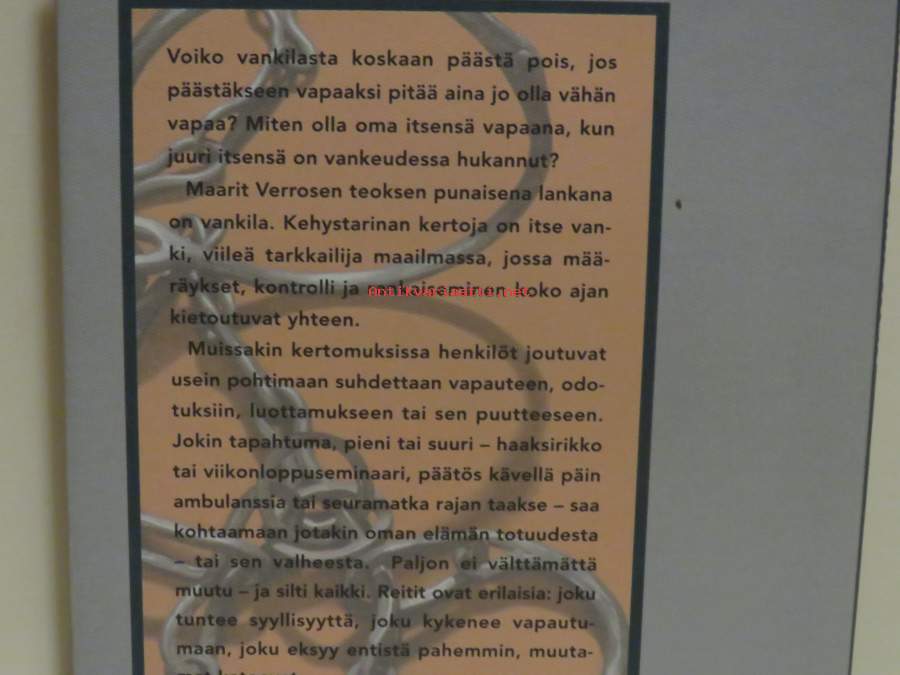 Voiko vankilasta koskaan päästä pois, jos
päästäkseen vapaaksi pitää aina jo olla vähän
vapaa? Miten olla oma itsensä vapaana, kun
juuri itsensä on vankeudessa hukannut?
Maarit Verrosen teoksen punaisena lankana
on vankila. Kehystarinan kertoja on itse van-
ki, viileä tarkkailija maailmassa, jossa mää-
räykset, kontrolli ja rankaiseminen koko ajan
kietoutuvat yhteen.
Muissakin kertomuksissa henkilöt joutuvat
usein pohtimaan suhdettaan vapauteen, odo-
tuksiin, luottamukseen tai sen puutteeseen.
Jokin tapahtuma, pieni tai suuri – haaksirikko
tai viikonloppuseminaari, päätös kävellä päin
ambulanssia tai seuramatka rajan taakse – saa
kohtaamaan jotakin oman elämän totuudesta
– tai sen valheesta. Paljon ei välttämättä
muutu – ja silti kaikki. Reitit ovat erilaisia: joku
tuntee syyllisyyttä, joku kykenee vapautu-
maan, joku eksyy entistä pahemmin, muuta-